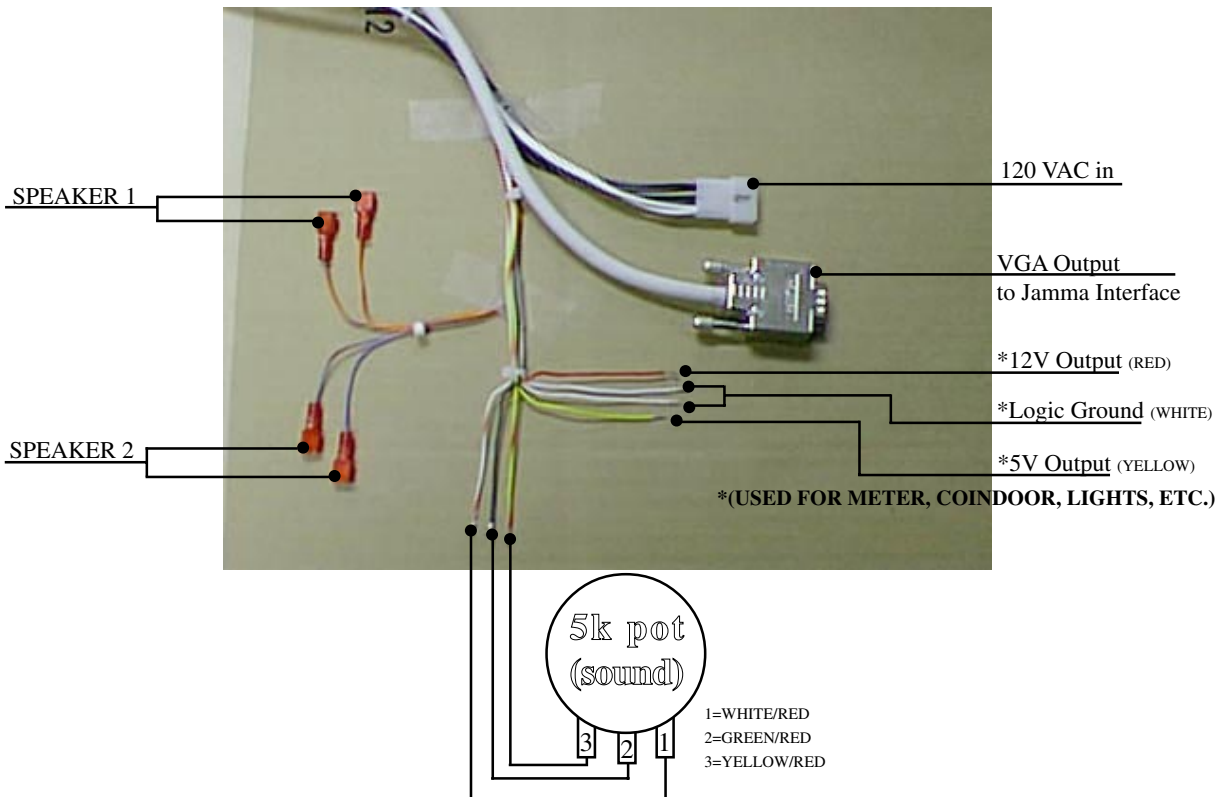 12
SPEAKER 1
120 VAC in
VGA Output
to Jamma Interface
*12V Output (RED)
*Logic Ground (WHITE)
SPEAKER 2
*5V Output (YELLOW)
*(USED FOR METER, COINDOOR, LIGHTS, ETC.)
5k pot
(sound)
1=WHITE/RED
2=GREEN/RED
3=YELLOW/RED
3 2 1